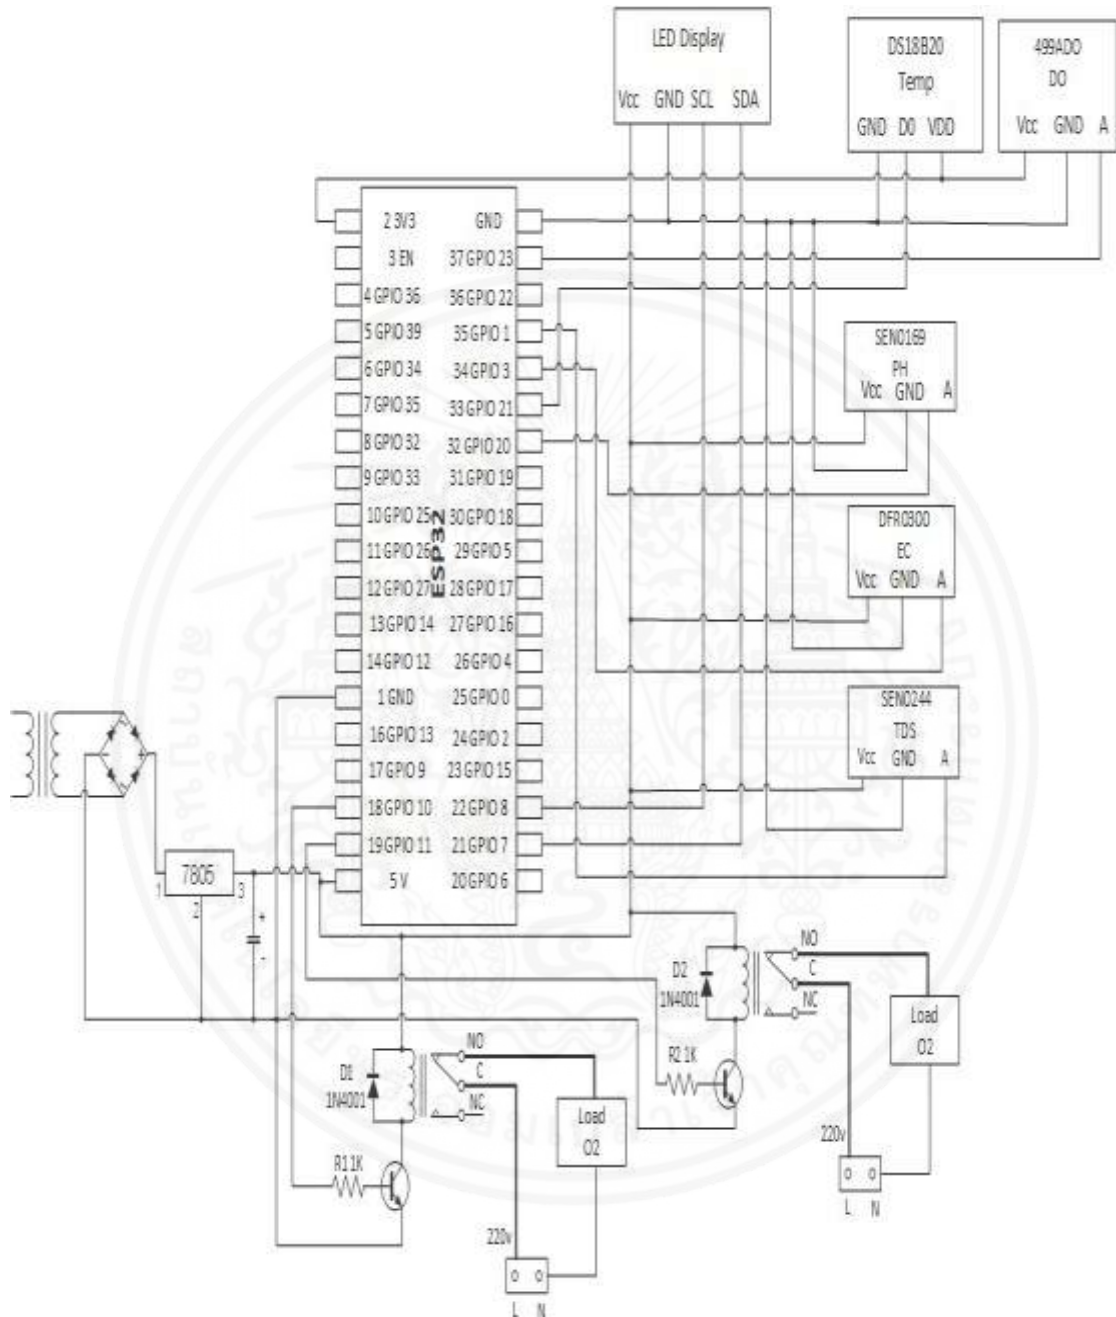 LED Display
Vcc GND SCL SDA
DS18B20
Temp
GND D0 VDD
499ADO
DO
Vcc GND A
2 3V3
3 EN
4 GPIO 36
5 GPIO 39
6 GPIO 34
7 GPIO 35
8 GPIO 32
9 GPIO 33
10 GPIO 25
11 GPIO 26
12 GPIO 27
13 GPIO 14
14 GPIO 12
1 GND
16 GPIO 13
17 GPIO 9
18 GPIO 10
19 GPIO 11
5 V
ESP32
GND
37 GPIO 23
36 GPIO 22
35 GPIO 1
34 GPIO 3
33 GPIO 21
32 GPIO 20
31 GPIO 19
30 GPIO 18
29 GPIO 5
28 GPIO 17
27 GPIO 16
26 GPIO 4
25 GPIO 0
24 GPIO 2
23 GPIO 15
22 GPIO 8
21 GPIO 7
20 GPIO 6
SEN0169
PH
Vcc GND A
DFR0300
EC
Vcc GND A
SEN0244
TDS
Vcc GND A
7805
1
2
3
+
-
D1
1N4001
R1 1K
NO
C
NC
Load
O2
220v
L N
D2
1N4001
R2 1K
NO
C
NC
Load
O2
220v
L N